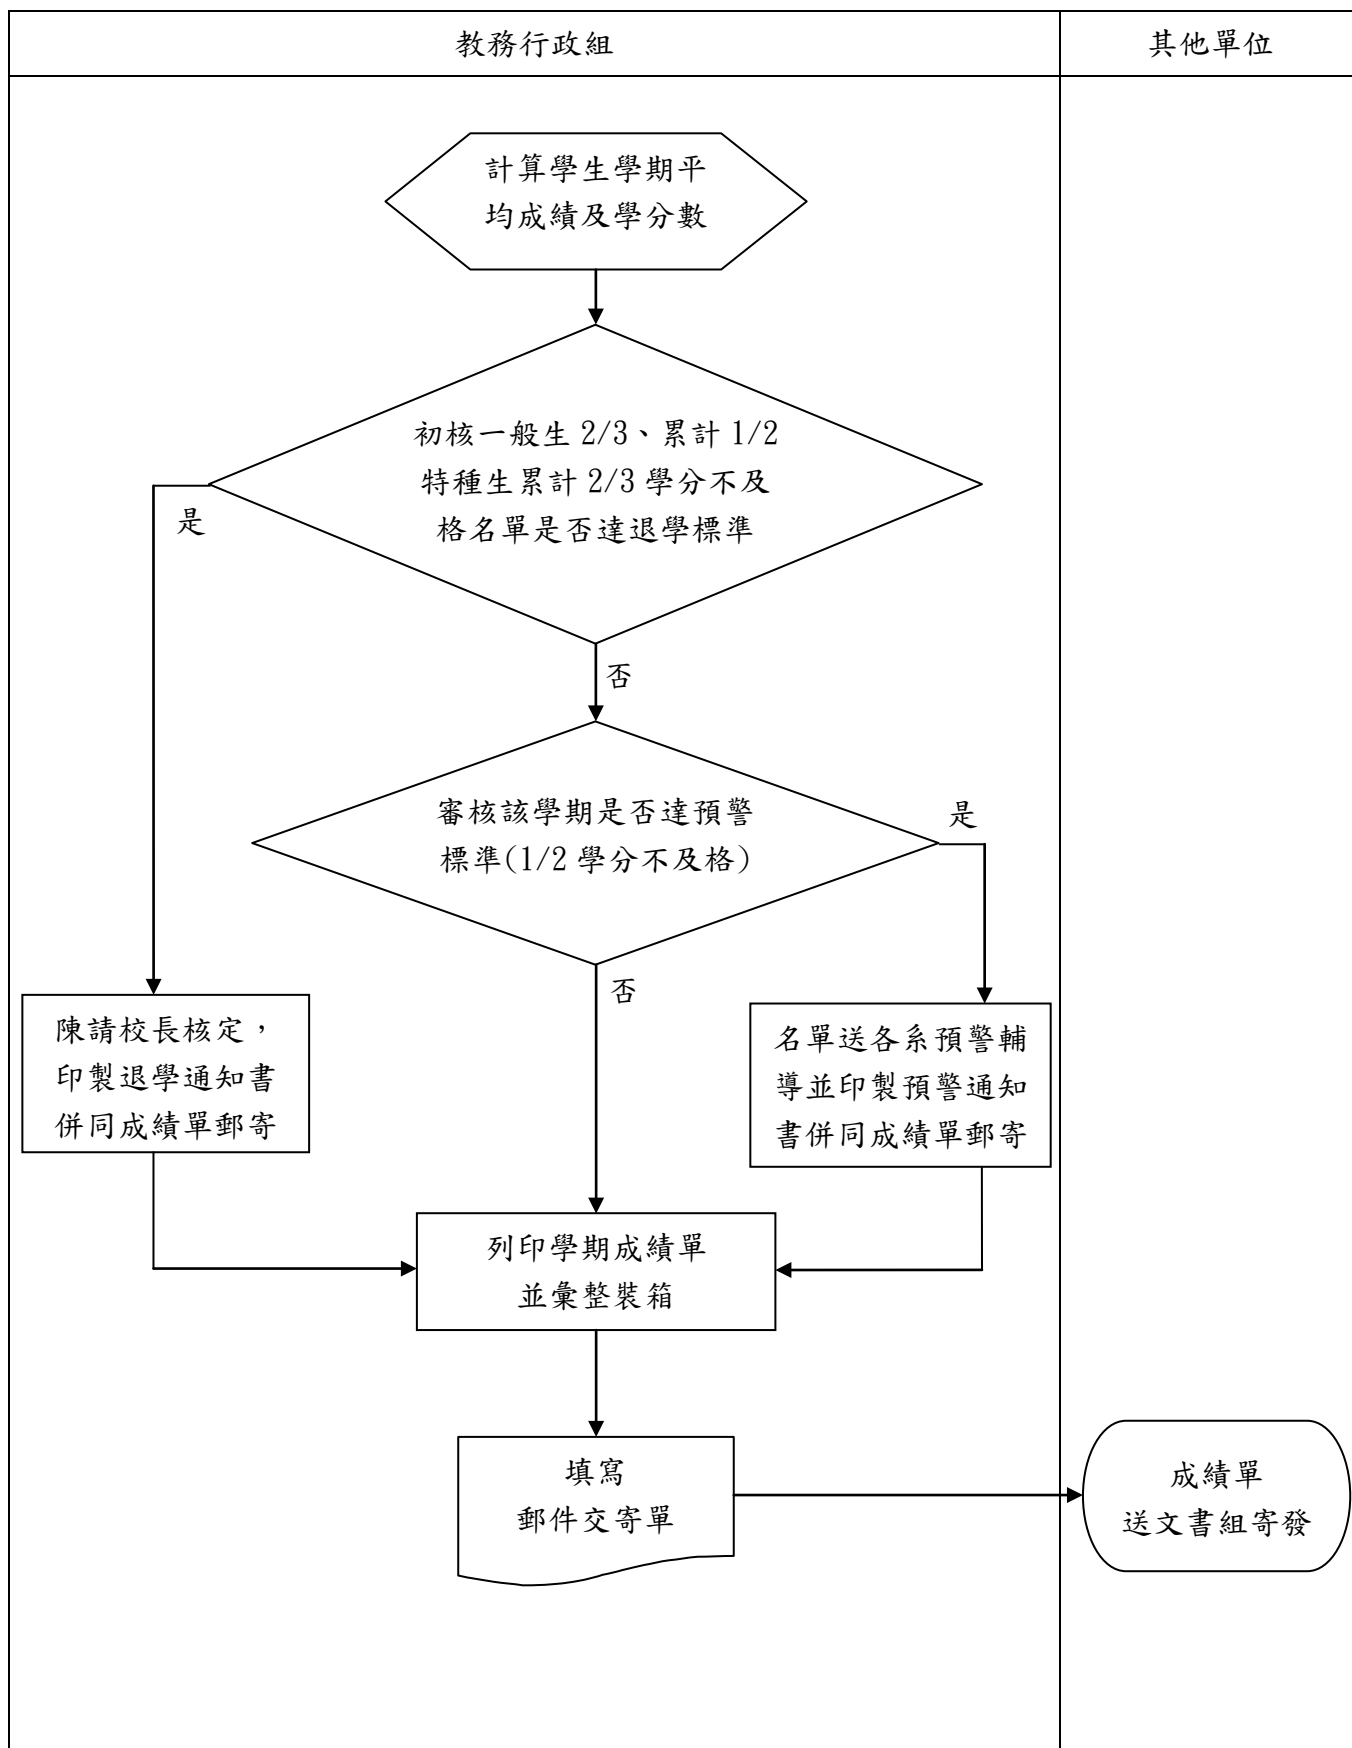 教務行政組
其他單位
計算學生學期平
均成績及學分數
初核一般生 2/3、累計 1/2
特種生累計 2/3 學分不及
格名單是否達退學標準
是
否
審核該學期是否達預警
標準(1/2 學分不及格)
是
否
陳請校長核定，
印製退學通知書
併同成績單郵寄
名單送各系預警輔
導並印製預警通知
書併同成績單郵寄
列印學期成績單
並彙整裝箱
填寫
郵件交寄單
成績單
送文書組寄發